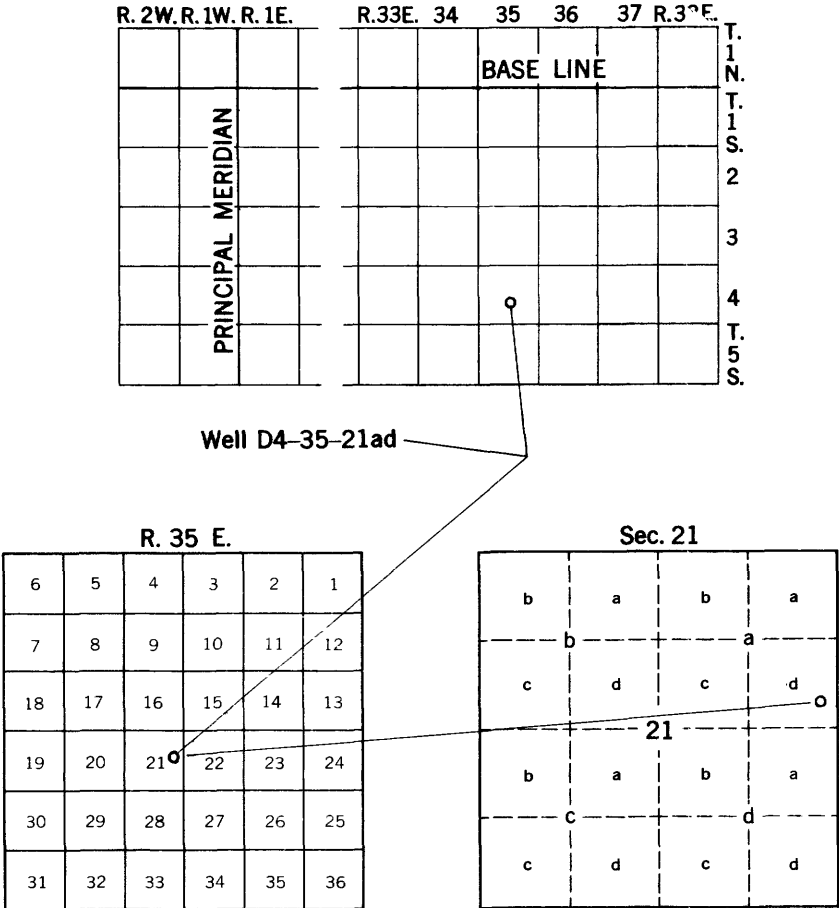 R. 2W. R. 1W. R. 1E. R.33E. 34 35 36 37
T.
1
N.
BASE LINE
T.
1
S.
PRINCIPAL MERIDIAN
2
3
4
T.
5
S.
Well D4–35–21ad
R. 35 E.
6 5 4 3 2 1
7 8 9 10 11 12
18 17 16 15 14 13
19 20 21 22 23 24
30 29 28 27 26 25
31 32 33 34 35 36
Sec. 21
b a b a
b a
c d c d
21
b a b a
c d
c d c d